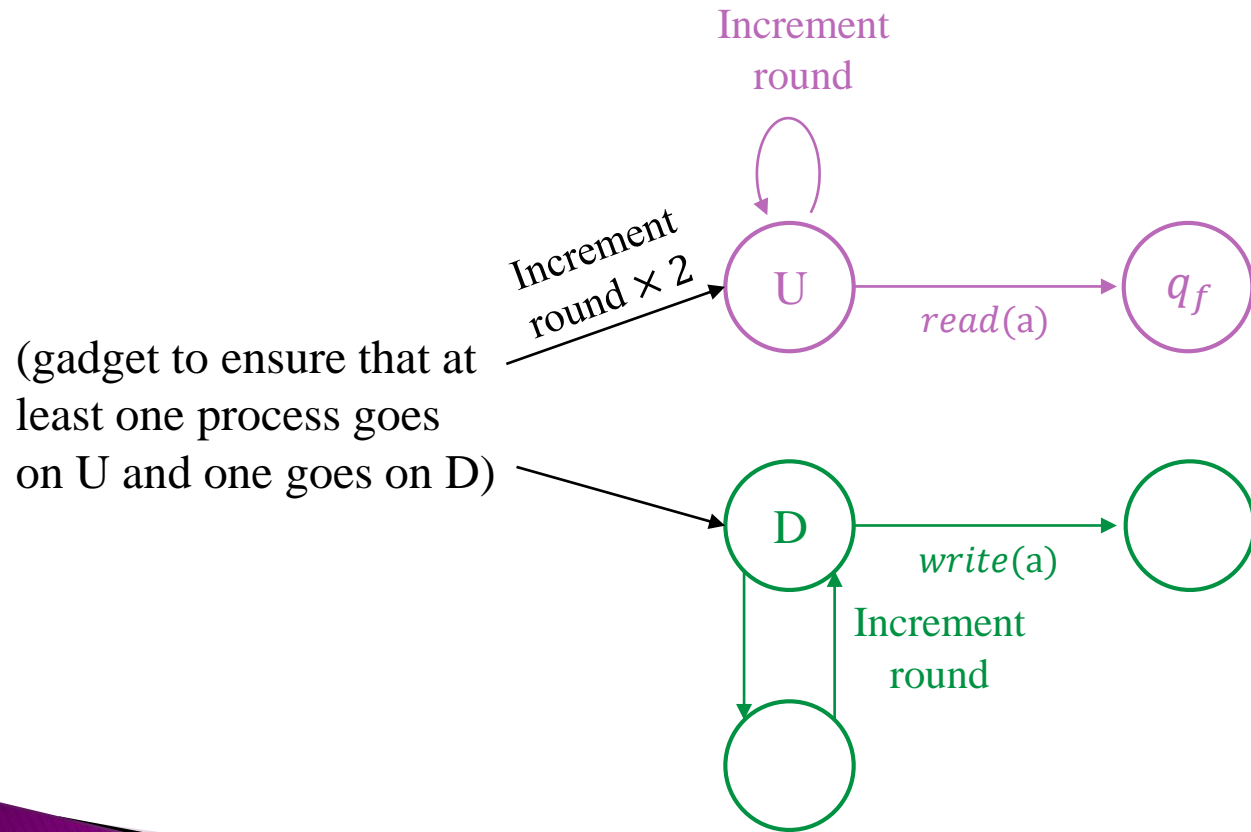 Increment
round
Increment
round × 2
U
read(a)
q_f
(gadget to ensure that at
least one process goes
on U and one goes on D)
D
write(a)
Increment
round